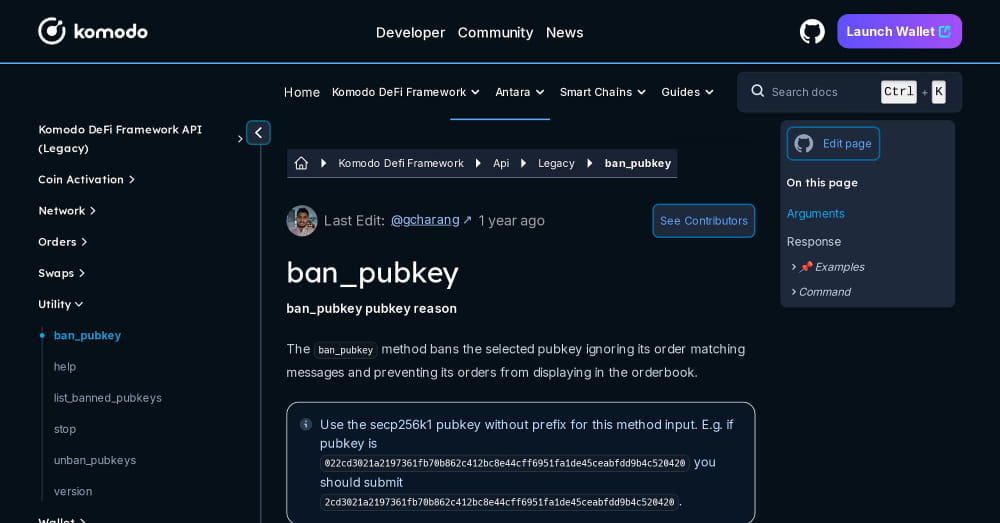 komodo
Developer Community News
Launch Wallet
Home Komodo DeFi Framework Antara Smart Chains Guides
Search docs Ctrl + K
Komodo DeFi Framework API
(Legacy)
Coin Activation
Network
Orders
Swaps
Utility
ban_pubkey
help
list_banned_pubkeys
stop
unban_pubkeys
version
Wallet
Komodo Defi Framework Api Legacy ban_pubkey
Last Edit: @gcharang ↗ 1 year ago
See Contributors
ban_pubkey
ban_pubkey pubkey reason
The ban_pubkey method bans the selected pubkey ignoring its order matching
messages and preventing its orders from displaying in the orderbook.
Use the secp256k1 pubkey without prefix for this method input. E.g. if
pubkey is
022cd3021a2197361fb70b862c412bc8e44cff6951fa1de45ceabfdd9b4c520420 you
should submit
2cd3021a2197361fb70b862c412bc8e44cff6951fa1de45ceabfdd9b4c520420.
Edit page
On this page
Arguments
Response
📌 Examples
Command